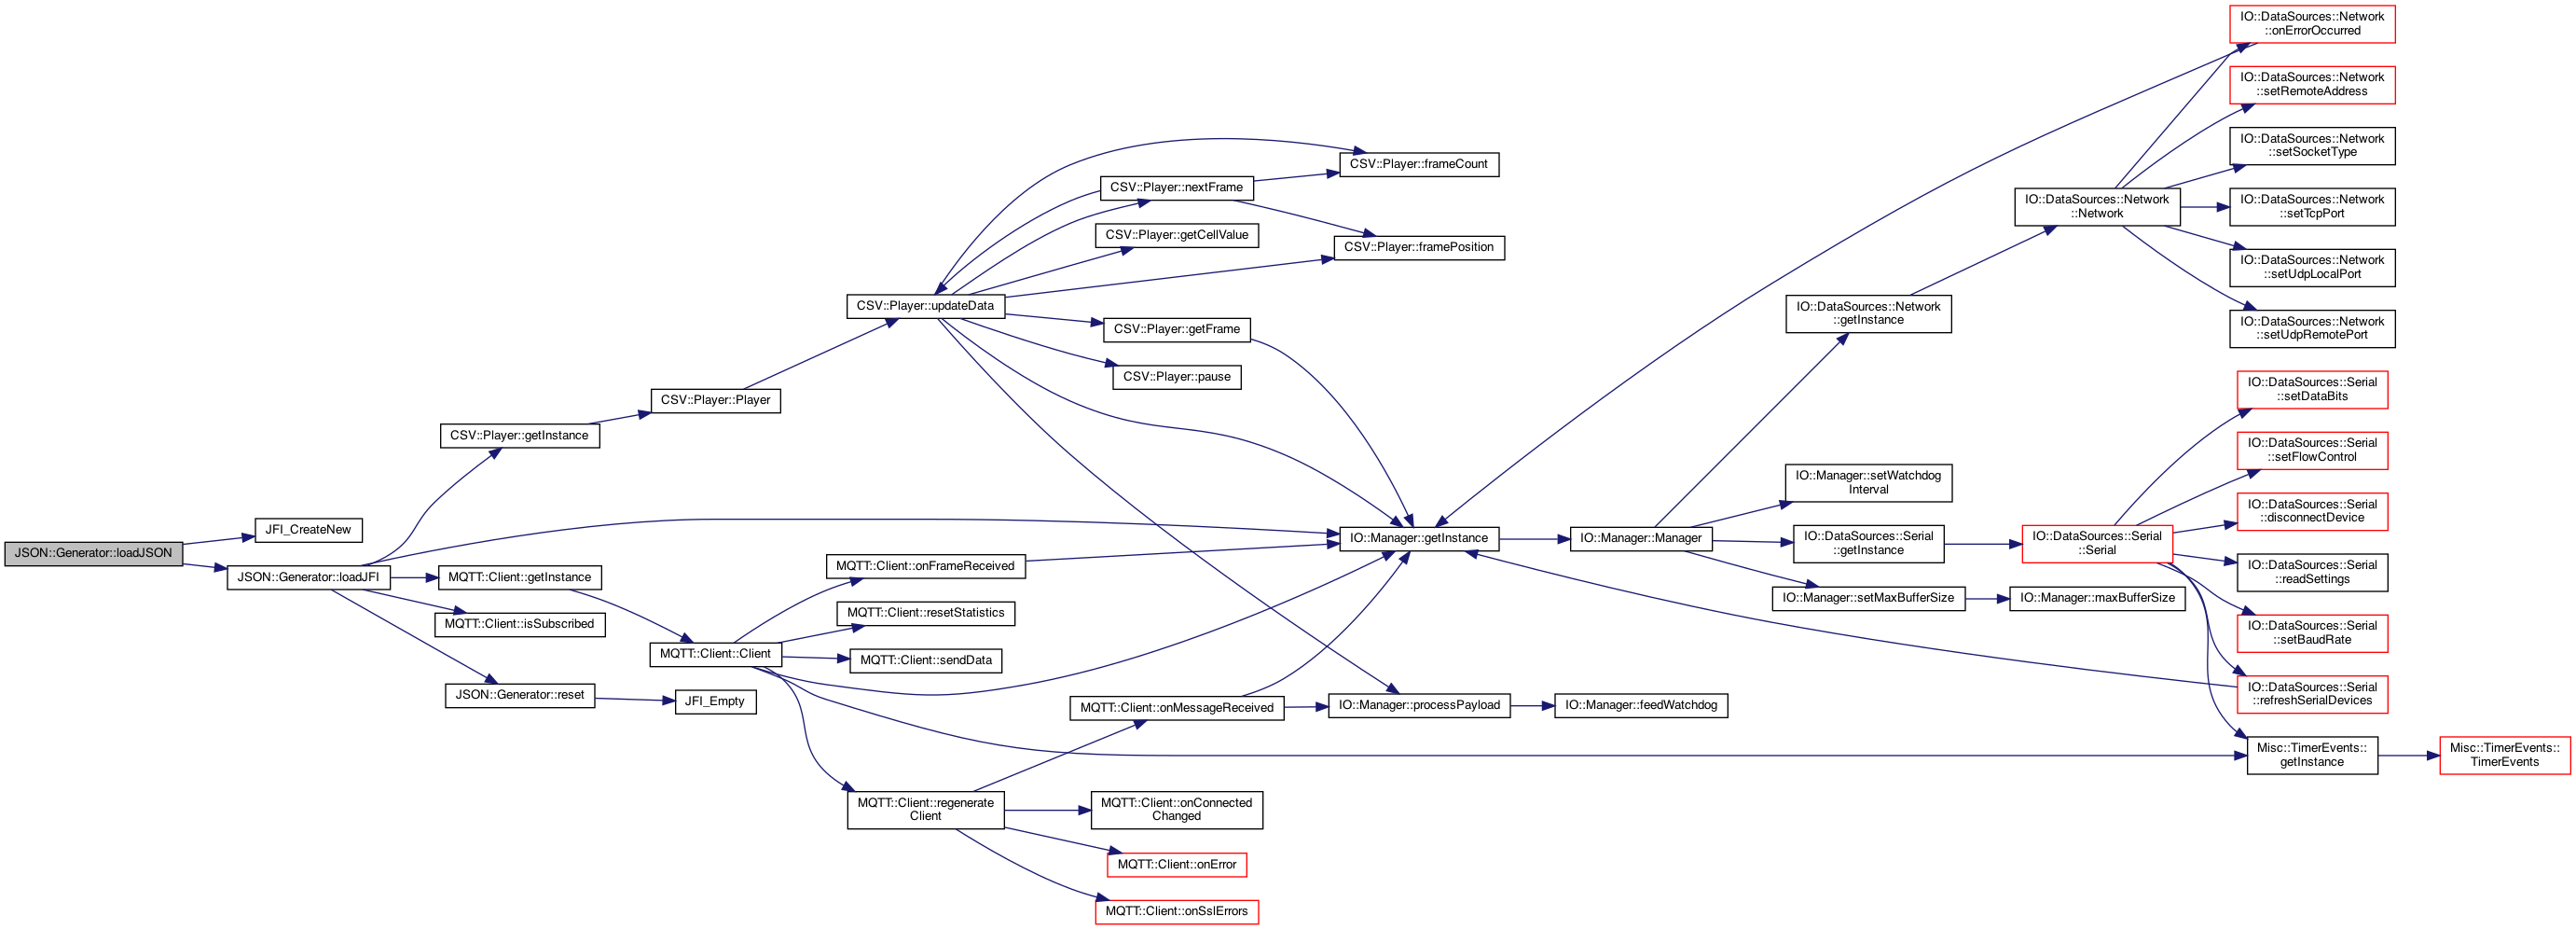 JSON::Generator::loadJSON
JFI_CreateNew
JSON::Generator::loadJFI
CSV::Player::getInstance
MQTT::Client::getInstance
MQTT::Client::isSubscribed
JSON::Generator::reset
CSV::Player::Player
MQTT::Client::Client
JFI_Empty
CSV::Player::updateData
MQTT::Client::onFrameReceived
MQTT::Client::resetStatistics
MQTT::Client::sendData
MQTT::Client::regenerate
Client
CSV::Player::nextFrame
CSV::Player::getCellValue
CSV::Player::getFrame
CSV::Player::pause
MQTT::Client::onMessageReceived
MQTT::Client::onConnected
Changed
MQTT::Client::onError
MQTT::Client::onSslErrors
CSV::Player::frameCount
CSV::Player::framePosition
IO::Manager::getInstance
IO::Manager::processPayload
IO::Manager::Manager
IO::Manager::feedWatchdog
IO::DataSources::Network
::getInstance
IO::Manager::setWatchdog
Interval
IO::DataSources::Serial
::getInstance
IO::Manager::setMaxBufferSize
IO::DataSources::Network
::Network
IO::DataSources::Serial
::Serial
IO::Manager::maxBufferSize
IO::DataSources::Network
::onErrorOccurred
IO::DataSources::Network
::setRemoteAddress
IO::DataSources::Network
::setSocketType
IO::DataSources::Network
::setTcpPort
IO::DataSources::Network
::setUdpLocalPort
IO::DataSources::Network
::setUdpRemotePort
IO::DataSources::Serial
::setDataBits
IO::DataSources::Serial
::setFlowControl
IO::DataSources::Serial
::disconnectDevice
IO::DataSources::Serial
::readSettings
IO::DataSources::Serial
::setBaudRate
IO::DataSources::Serial
::refreshSerialDevices
Misc::TimerEvents::
getInstance
Misc::TimerEvents::
TimerEvents